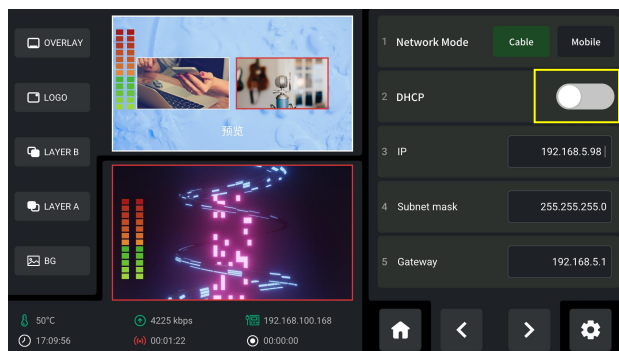 OVERLAY
LOGO
LAYER B
LAYER A
BG
预览
50°C
4225 kbps
192.168.100.168
17:09:56
00:01:22
00:00:00
1 Network Mode Cable Mobile
2 DHCP
3 IP 192.168.5.98
4 Subnet mask 255.255.255.0
5 Gateway 192.168.5.1